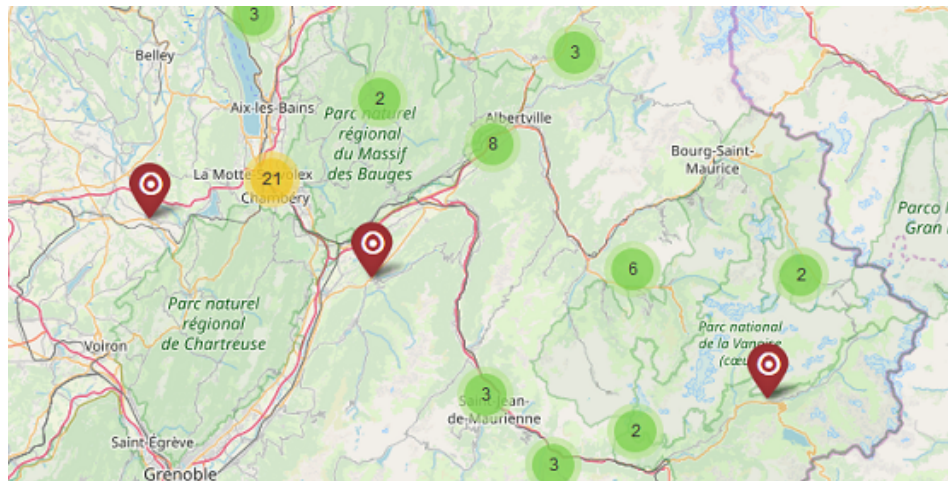 3
3
Belley
2
Aix-les-Bains
Parc naturel
régional
du Massif
des Bauges
Albertville
8
Bourg-Saint-
Maurice
La Motte-Servolex
21
Chambéry
Parco
Gran
6
2
Parc naturel
régional
de Chartreuse
Parc national
de la Vanoise
(cœu
Voiron
3
Saint-Jean-
de-Maurienne
2
Saint-Égrève
3
Grenoble